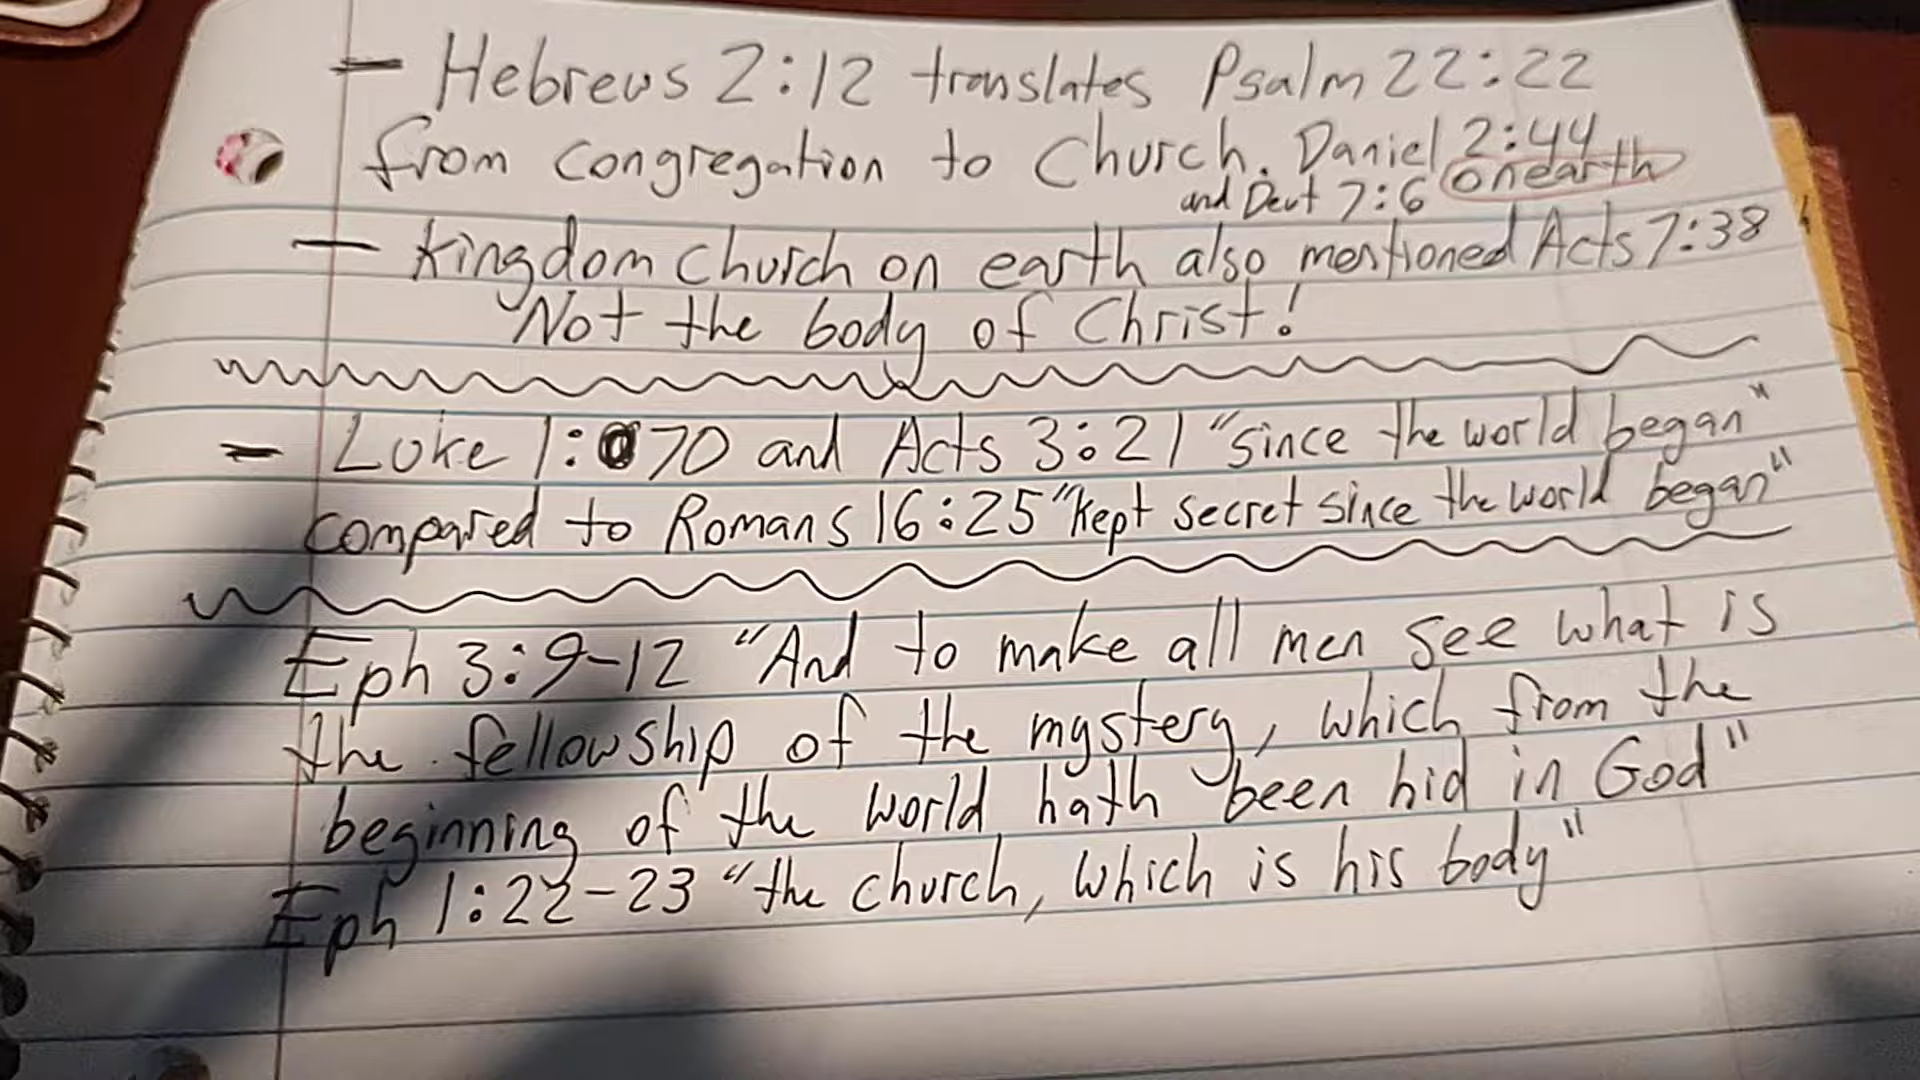 — Hebrews 2:12 translates Psalm 22:22
from congregation to Church. Daniel 2:44
and Deut 7:6 on earth
— Kingdom church on earth also mentioned Acts 7:38
Not the body of Christ!
- Luke 1:70 and Acts 3:21 "since the world began"
compared to Romans 16:25 "kept secret since the world began"
Eph 3:9-12 "And to make all men see what is
the fellowship of the mystery, which from the
beginning of the world hath been hid in God"
Eph 1:22-23 "the church, which is his body"